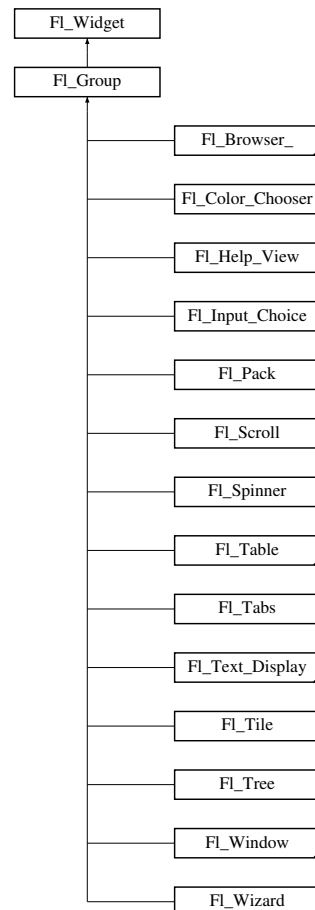 Fl_Widget
Fl_Group
Fl_Browser_
Fl_Color_Chooser
Fl_Help_View
Fl_Input_Choice
Fl_Pack
Fl_Scroll
Fl_Spinner
Fl_Table
Fl_Tabs
Fl_Text_Display
Fl_Tile
Fl_Tree
Fl_Window
Fl_Wizard